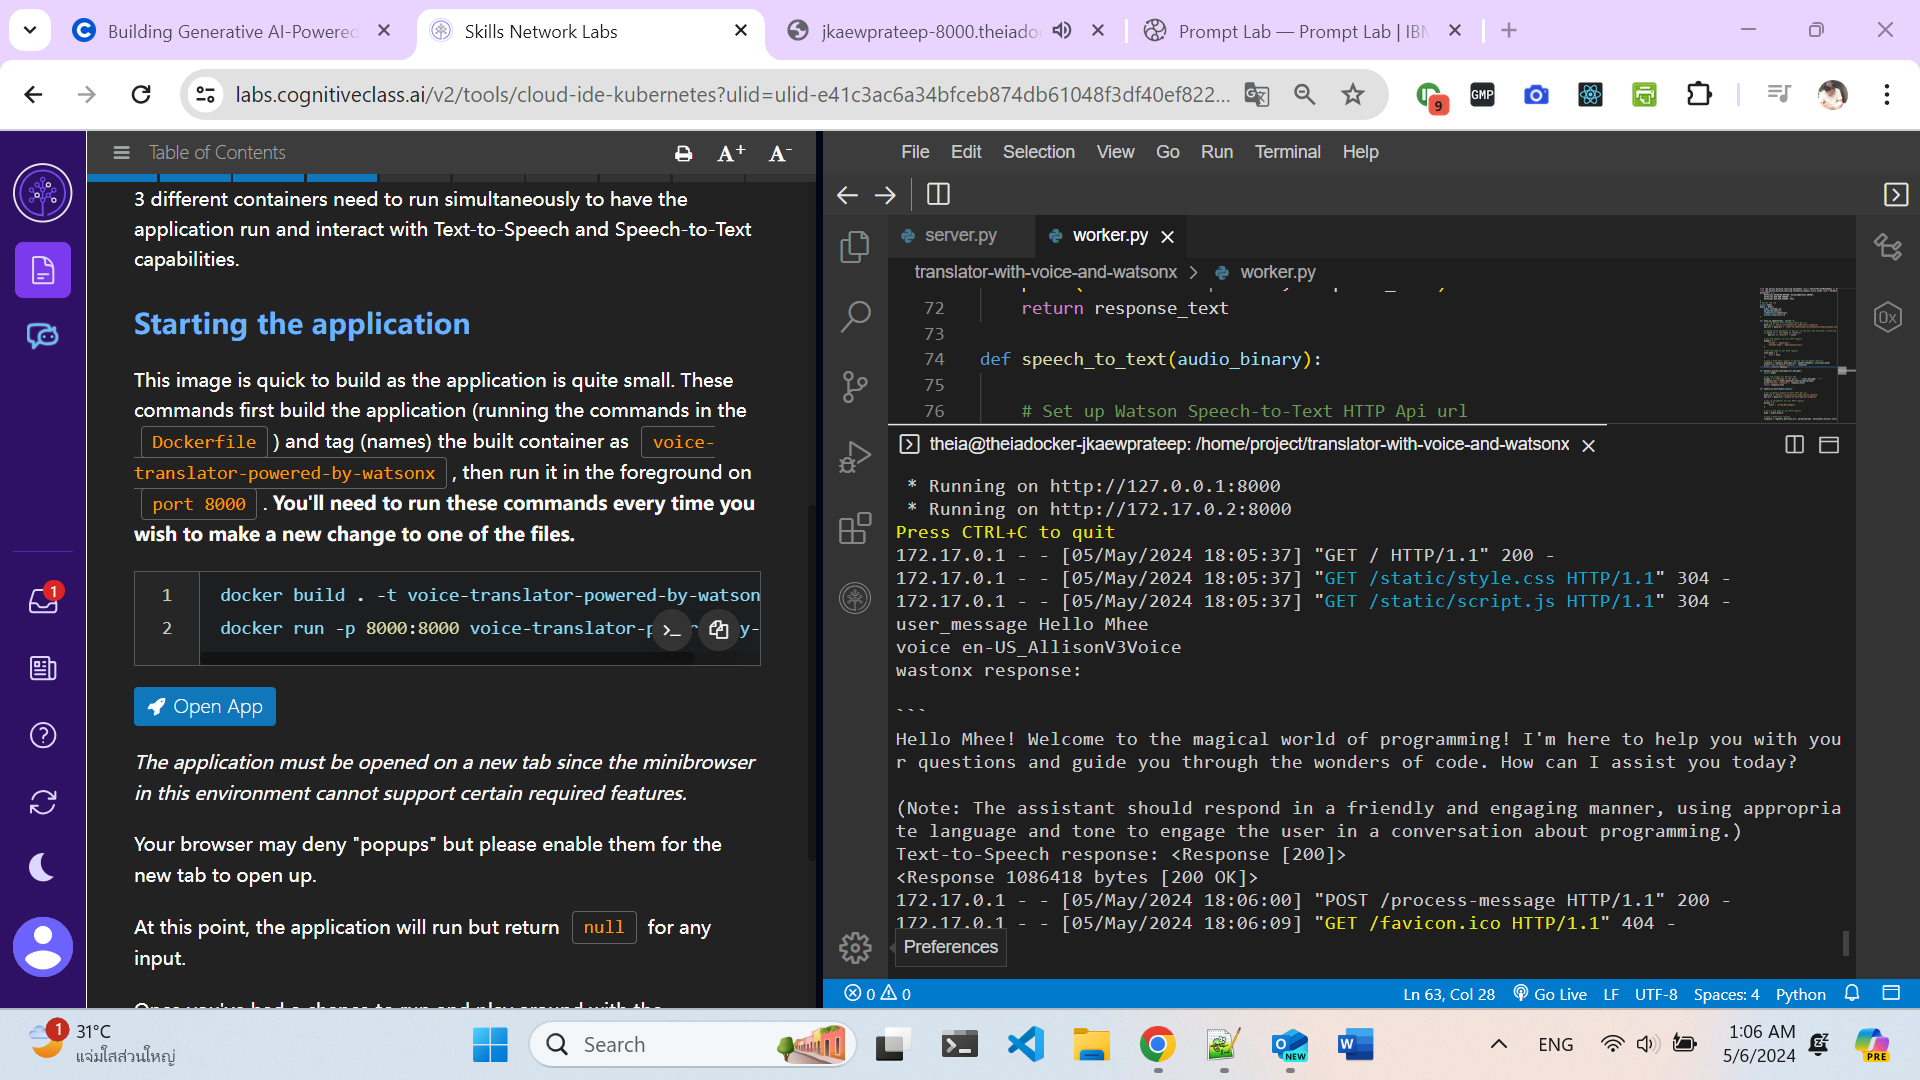 Building Generative AI-Powered
Skills Network Labs
jkaewprateep-8000.theiado
Prompt Lab — Prompt Lab | IB
labs.cognitiveclass.ai/v2/tools/cloud-ide-kubernetes?ulid=ulid-e41c3ac6a34bfceb874db61048f3df40ef822...
9
GMP
Table of Contents
A+ A-
3 different containers need to run simultaneously to have the
application run and interact with Text-to-Speech and Speech-to-Text
capabilities.
Starting the application
This image is quick to build as the application is quite small. These
commands first build the application (running the commands in the
Dockerfile ) and tag (names) the built container as voice-
translator-powered-by-watsonx , then run it in the foreground on
port 8000 . You'll need to run these commands every time you
wish to make a new change to one of the files.
1 docker build . -t voice-translator-powered-by-watson
2 docker run -p 8000:8000 voice-translator-p y-
Open App
The application must be opened on a new tab since the minibrowser
in this environment cannot support certain required features.
Your browser may deny "popups" but please enable them for the
new tab to open up.
At this point, the application will run but return null for any
input.
Once you've had a chance to run and play around with the
1
File Edit Selection View Go Run Terminal Help
server.py
worker.py
translator-with-voice-and-watsonx > worker.py
72 return response_text
73
74 def speech_to_text(audio_binary):
75
76 # Set up Watson Speech-to-Text HTTP Api url
0x
theia@theiadocker-jkaewprateep: /home/project/translator-with-voice-and-watsonx
* Running on http://127.0.0.1:8000
* Running on http://172.17.0.2:8000
Press CTRL+C to quit
172.17.0.1 - - [05/May/2024 18:05:37] "GET / HTTP/1.1" 200 -
172.17.0.1 - - [05/May/2024 18:05:37] "GET /static/style.css HTTP/1.1" 304 -
172.17.0.1 - - [05/May/2024 18:05:37] "GET /static/script.js HTTP/1.1" 304 -
user_message Hello Mhee
voice en-US_AllisonV3Voice
wastonx response:
```
Hello Mhee! Welcome to the magical world of programming! I'm here to help you with you
r questions and guide you through the wonders of code. How can I assist you today?
(Note: The assistant should respond in a friendly and engaging manner, using appropria
te language and tone to engage the user in a conversation about programming.)
Text-to-Speech response: <Response [200]>
<Response 1086418 bytes [200 OK]>
172.17.0.1 - - [05/May/2024 18:06:00] "POST /process-message HTTP/1.1" 200 -
172.17.0.1 - - [05/May/2024 18:06:09] "GET /favicon.ico HTTP/1.1" 404 -
Preferences
0 0
Ln 63, Col 28 Go Live LF UTF-8 Spaces: 4 Python
1
31°C
แจ่มใสส่วนใหญ่
Search
NEW
ENG
1:06 AM
5/6/2024
PRE